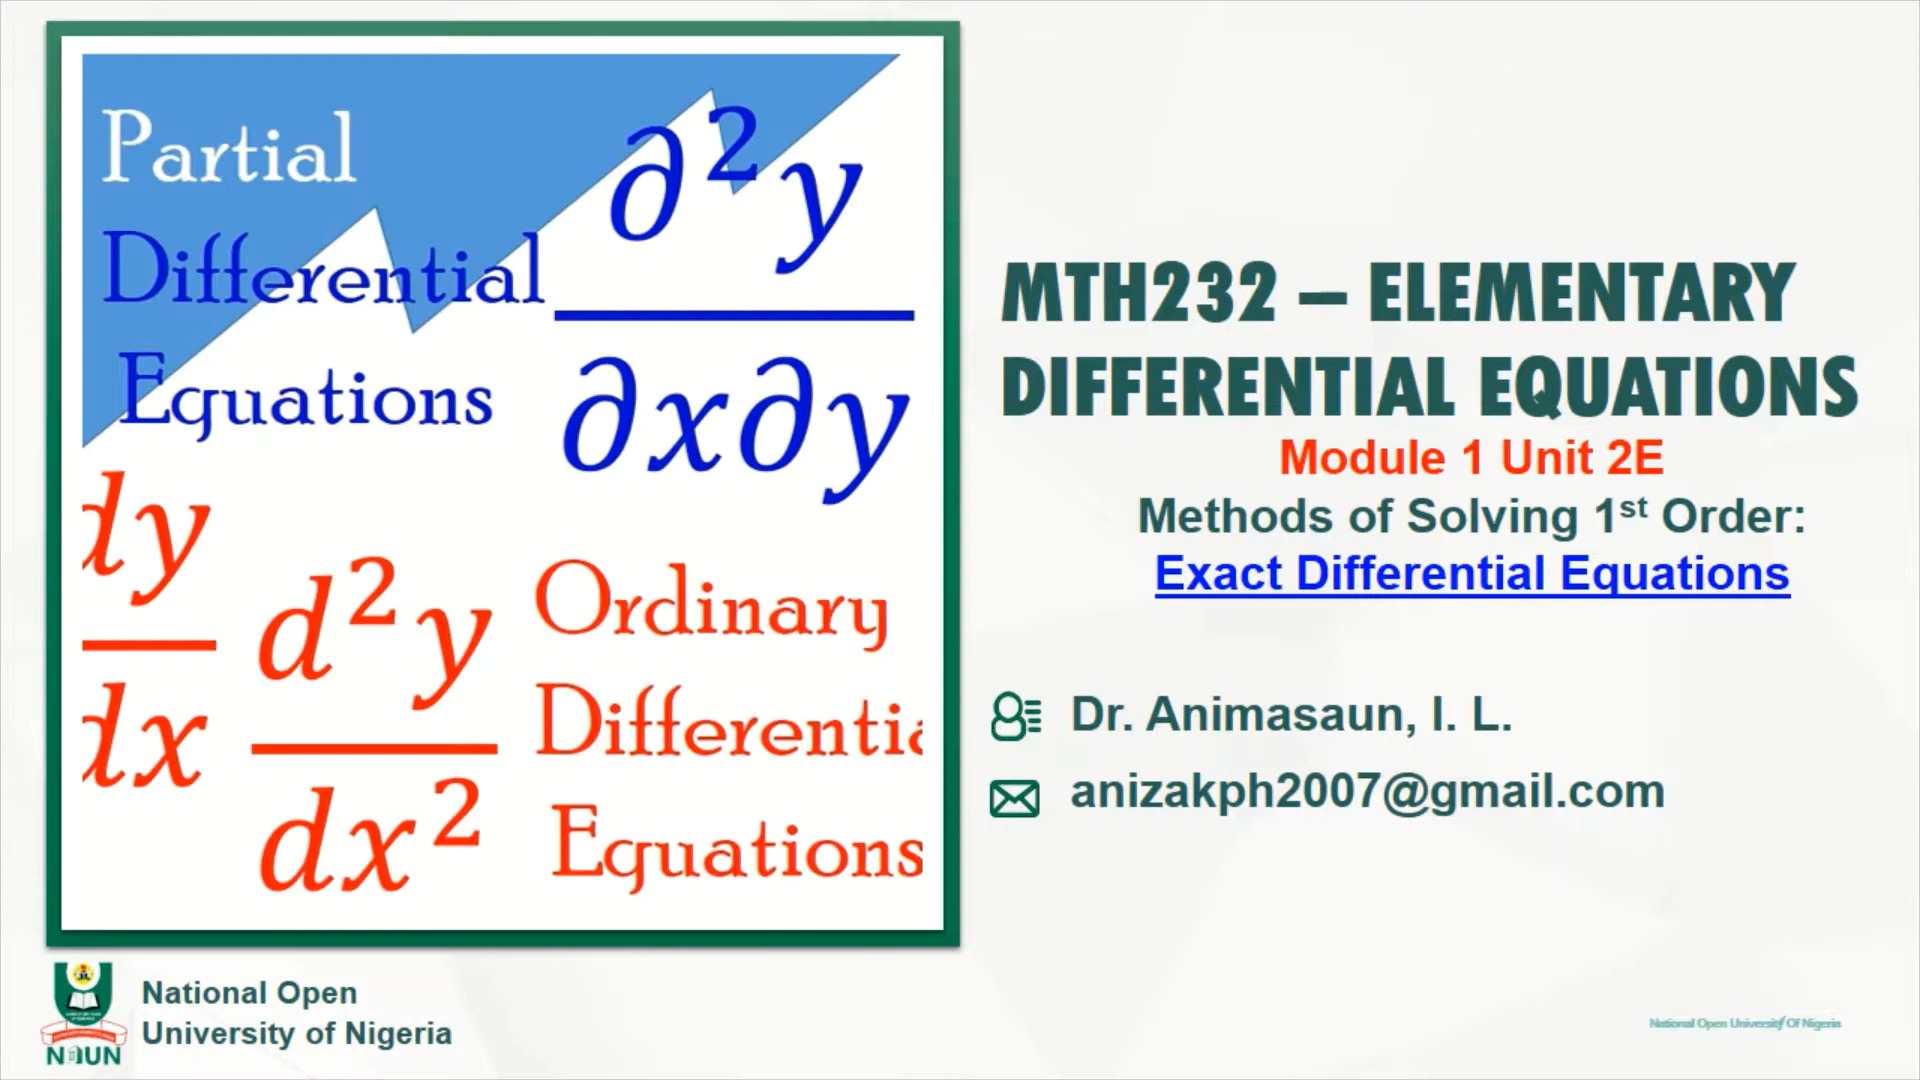 Partial
Differential
Equations
∂²y
∂x∂y
dy
dx
d²y
dx²
Ordinary
Differentia
Equations
MTH232 – ELEMENTARY
DIFFERENTIAL EQUATIONS
Module 1 Unit 2E
Methods of Solving 1st Order:
Exact Differential Equations
Dr. Animasaun, I. L.
anizakph2007@gmail.com
NOUN
National Open
University of Nigeria
National Open University Of Nigeria